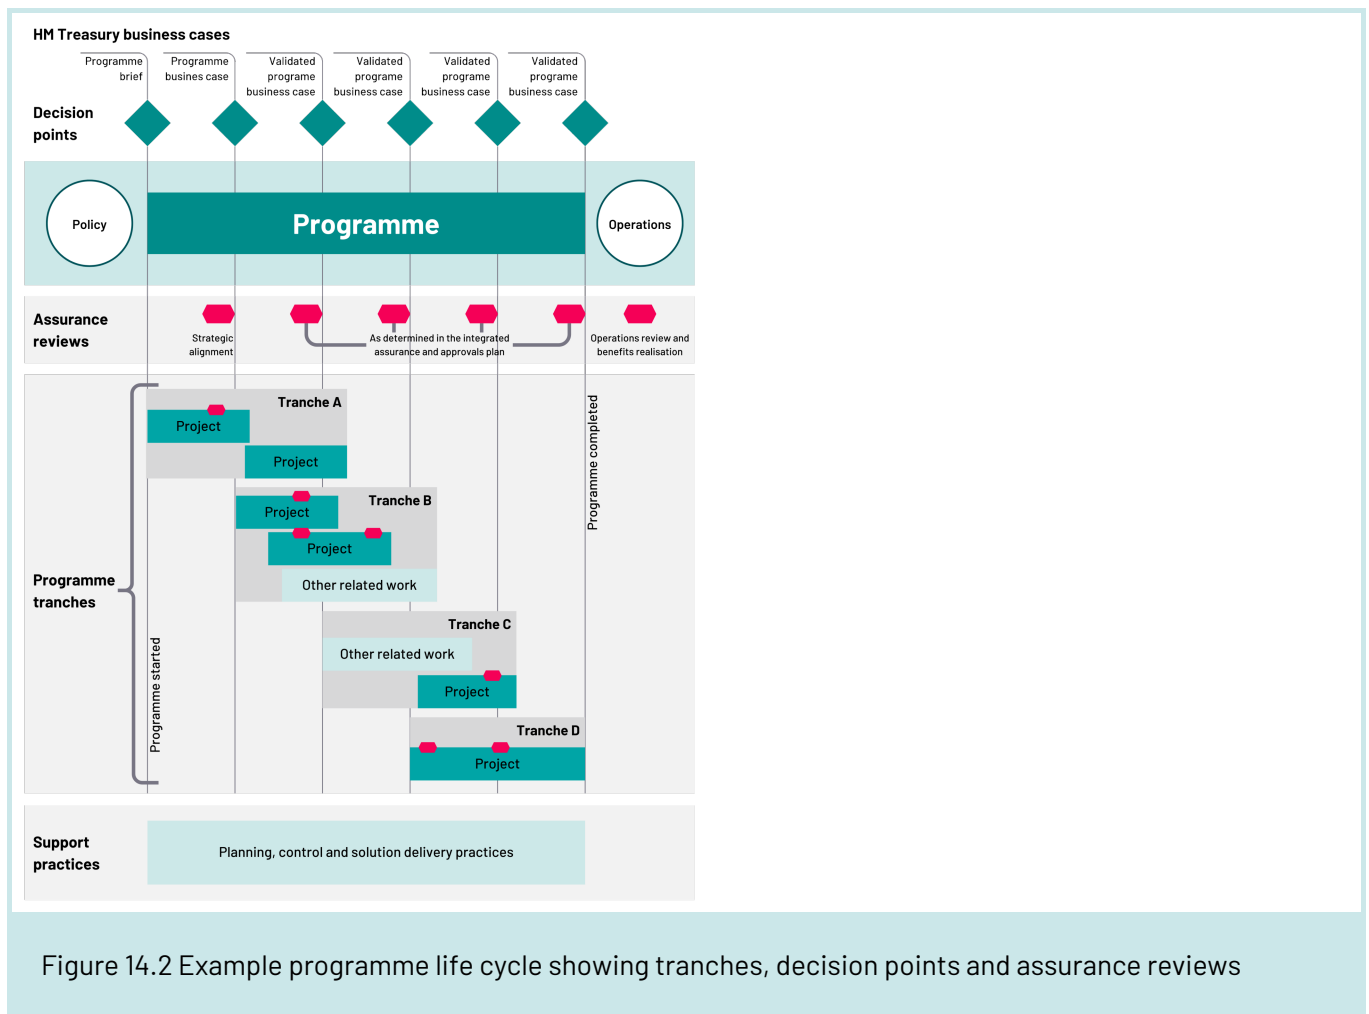 HM Treasury business cases
Programme
brief
Programme
busines case
Validated
programe
business case
Validated
programe
business case
Validated
programe
business case
Validated
programe
business case
Decision
points
Policy
Programme
Operations
Assurance
reviews
Strategic
alignment
As determined in the integrated
assurance and approvals plan
Operations review and
benefits realisation
Programme
tranches
Programme started
Programme completed
Tranche A
Project
Project
Tranche B
Project
Project
Other related work
Tranche C
Other related work
Project
Tranche D
Project
Support
practices
Planning, control and solution delivery practices
Figure 14.2 Example programme life cycle showing tranches, decision points and assurance reviews